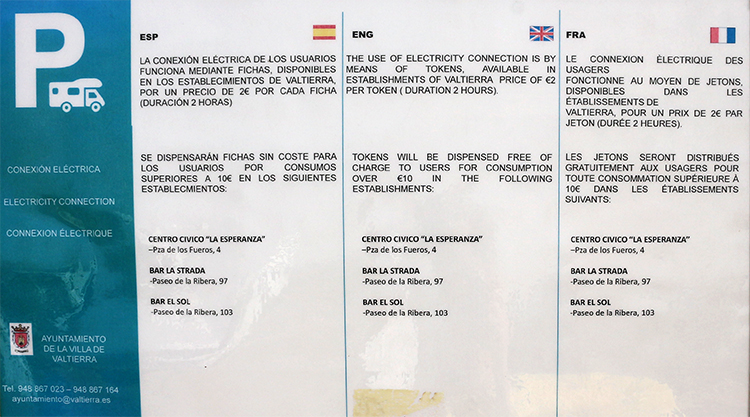 P
CONEXIÓN ELÉCTRICA
ELECTRICITY CONNECTION
CONNEXION ÉLECTRIQUE
AYUNTAMIENTO
DE LA VILLA DE
VALTIERRA
Tel. 948 867 023 – 948 867 164
ayuntamiento@valtierra.es
ESP
LA CONEXIÓN ELÉCTRICA DE LOS USUARIOS
FUNCIONA MEDIANTE FICHAS, DISPONIBLES
EN LOS ESTABLECIMIENTOS DE VALTIERRA,
POR UN PRECIO DE 2€ POR CADA FICHA
(DURACIÓN 2 HORAS)
SE DISPENSARÁN FICHAS SIN COSTE PARA
LOS USUARIOS POR CONSUMOS
SUPERIORES A 10€ EN LOS SIGUIENTES
ESTABLECMIENTOS:
CENTRO CIVICO "LA ESPERANZA"
–Pza de los Fueros, 4
BAR LA STRADA
-Paseo de la Ribera, 97
BAR EL SOL
-Paseo de la Ribera, 103
ENG
THE USE OF ELECTRICITY CONNECTION IS BY
MEANS OF TOKENS, AVAILABLE IN
ESTABLISHMENTS OF VALTIERRA PRICE OF €2
PER TOKEN ( DURATION 2 HOURS).
TOKENS WILL BE DISPENSED FREE OF
CHARGE TO USERS FOR CONSUMPTION
OVER €10 IN THE FOLLOWING
ESTABLISHMENTS:
CENTRO CIVICO "LA ESPERANZA"
–Pza de los Fueros, 4
BAR LA STRADA
-Paseo de la Ribera, 97
BAR EL SOL
-Paseo de la Ribera, 103
FRA
LE CONNEXION ÉLECTRIQUE DES
USAGERS
FONCTIONNE AU MOYEN DE JETONS,
DISPONIBLES DANS LES
ÉTABLISSEMENTS DE
VALTIERRA, POUR UN PRIX DE 2€ PAR
JETON (DURÉE 2 HEURES).
LES JETONS SERONT DISTRIBUÉS
GRATUITEMENT AUX USAGERS POUR
TOUTE CONSOMMATION SUPÉRIEURE À
10€ DANS LES ÉTABLISSEMENTS
SUIVANTS:
CENTRO CIVICO "LA ESPERANZA"
–Pza de los Fueros, 4
BAR LA STRADA
-Paseo de la Ribera, 97
BAR EL SOL
-Paseo de la Ribera, 103